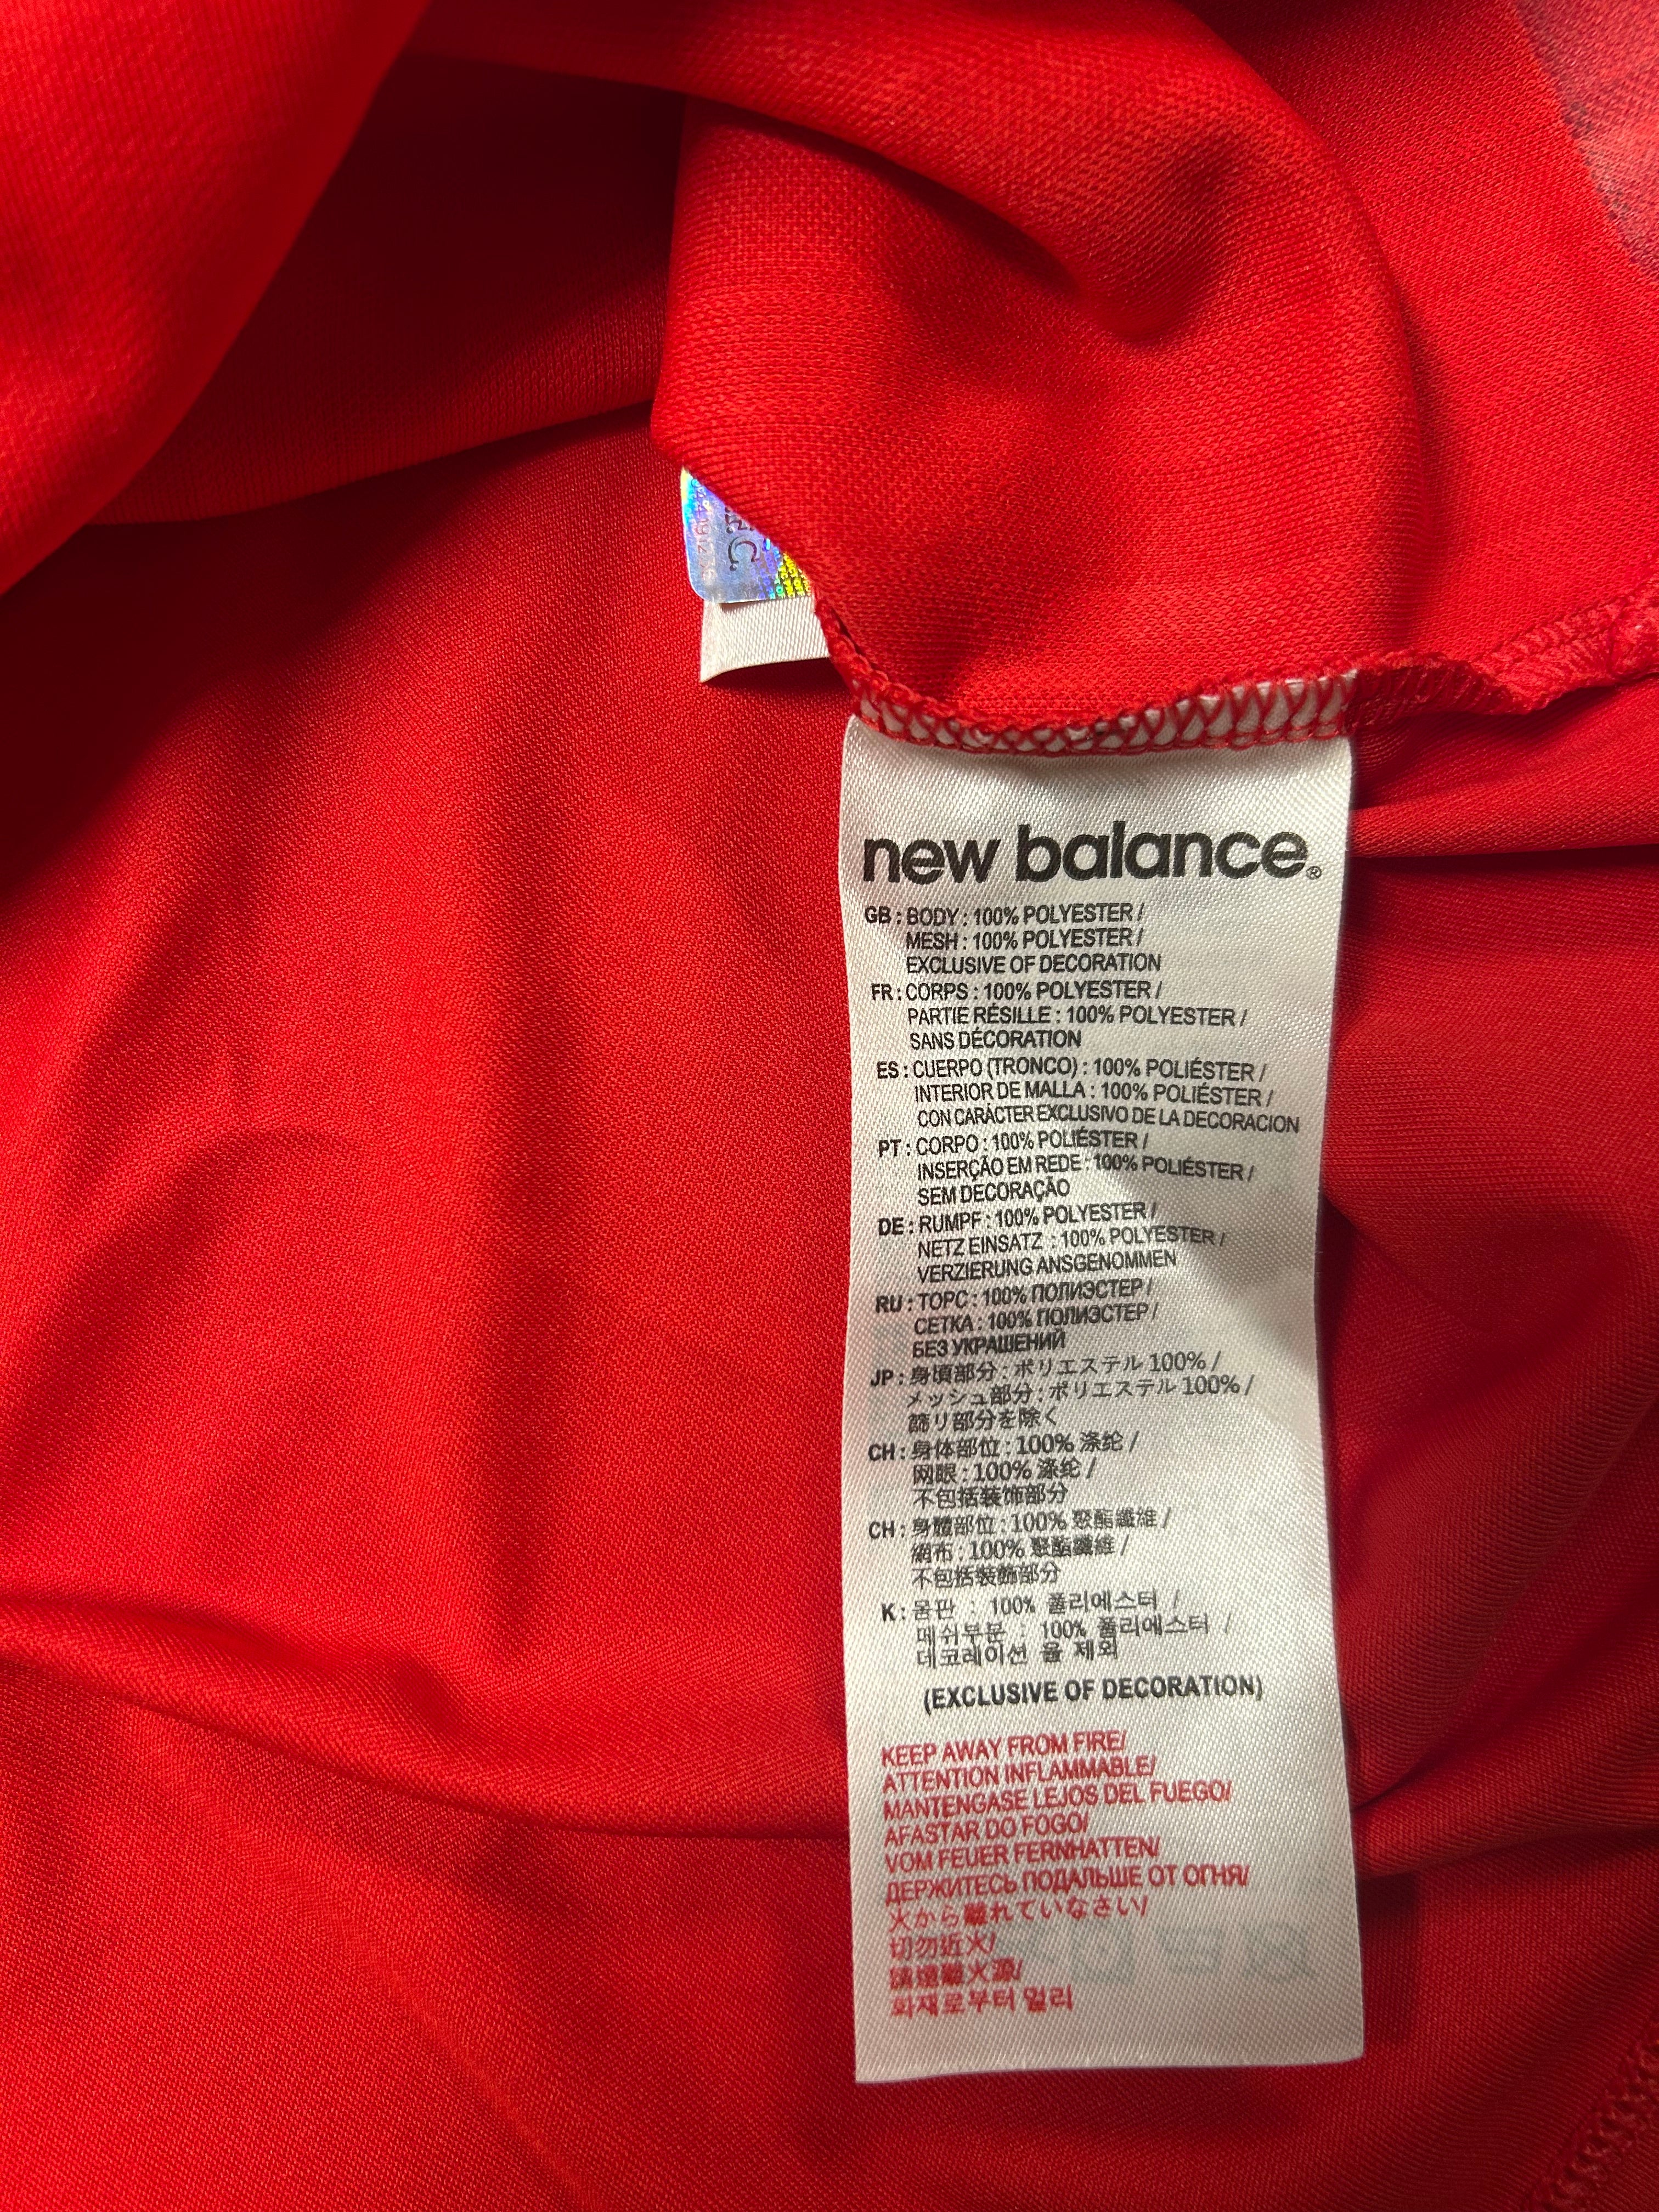 new balance®
GB : BODY : 100% POLYESTER /
MESH : 100% POLYESTER /
EXCLUSIVE OF DECORATION
FR : CORPS : 100% POLYESTER /
PARTIE RÉSILLE : 100% POLYESTER /
SANS DÉCORATION
ES : CUERPO (TRONCO) : 100% POLIÉSTER /
INTERIOR DE MALLA : 100% POLIÉSTER /
CON CARÁCTER EXCLUSIVO DE LA DECORACION
PT : CORPO : 100% POLIÉSTER /
INSERÇÃO EM REDE : 100% POLIÉSTER /
SEM DECORAÇÃO
DE : RUMPF : 100% POLYESTER /
NETZ EINSATZ : 100% POLYESTER /
VERZIERUNG ANSGENOMMEN
RU : ТОРС : 100% ПОЛИЭСТЕР /
СЕТКА : 100% ПОЛИЭСТЕР /
БЕЗ УКРАШЕНИЙ
JP : 身頃部分 : ポリエステル 100% /
メッシュ部分 : ポリエステル 100% /
飾り部分を除く
CH : 身体部位 : 100% 涤纶 /
网眼 : 100% 涤纶 /
不包括装饰部分
CH : 身體部位 : 100% 聚酯纖維 /
網布 : 100% 聚酯纖維 /
不包括裝飾部分
K : 몸판 : 100% 폴리에스터 /
메쉬부분 : 100% 폴리에스터 /
데코레이션 을 제외
(EXCLUSIVE OF DECORATION)
KEEP AWAY FROM FIRE/
ATTENTION INFLAMMABLE/
MANTENGASE LEJOS DEL FUEGO/
AFASTAR DO FOGO/
VOM FEUER FERNHATTEN/
ДЕРЖИТЕСЬ ПОДАЛЬШЕ ОТ ОГНЯ/
火から離れていなさい/
切勿近火/
請遠離火源/
화재로부터 멀리